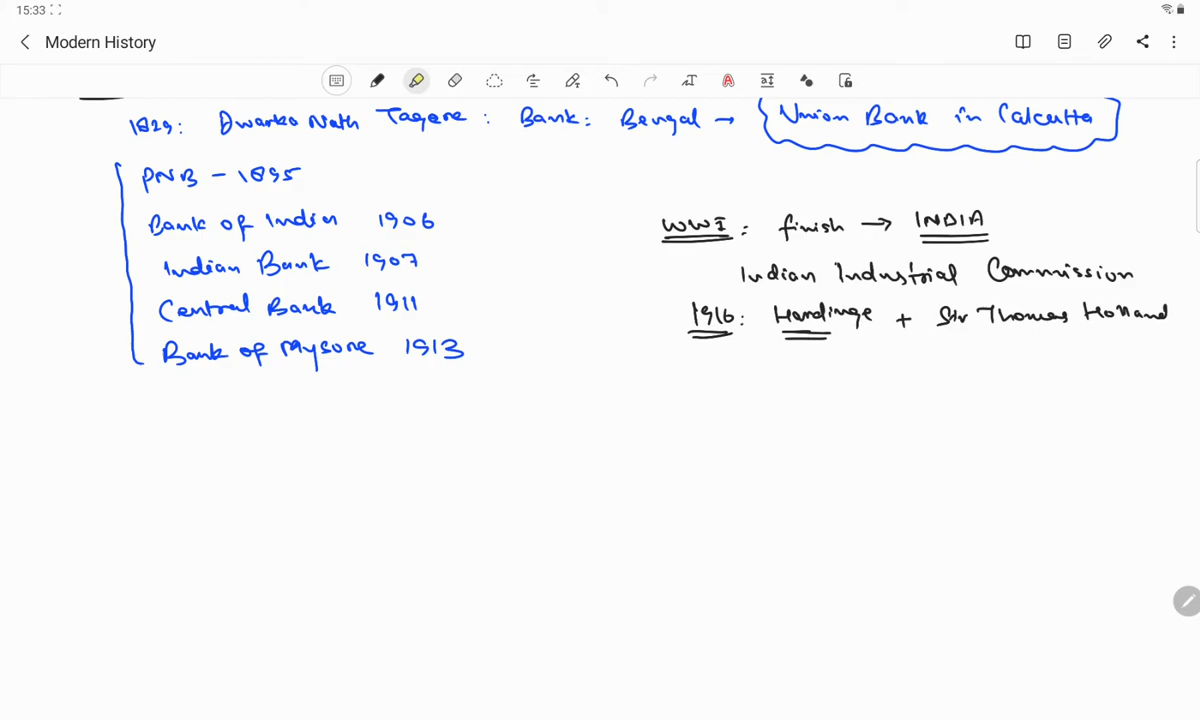 15:33
Modern History
1829: Dwarka Nath Tagore: Bank: Bengal → Union Bank in Calcutta
PNB - 1895
Bank of Indian 1906
Indian Bank 1907
Central Bank 1911
Bank of Mysore 1913
WWI: finish → INDIA
Indian Industrial Commission
1916: Hardinge + Sir Thomas Holland